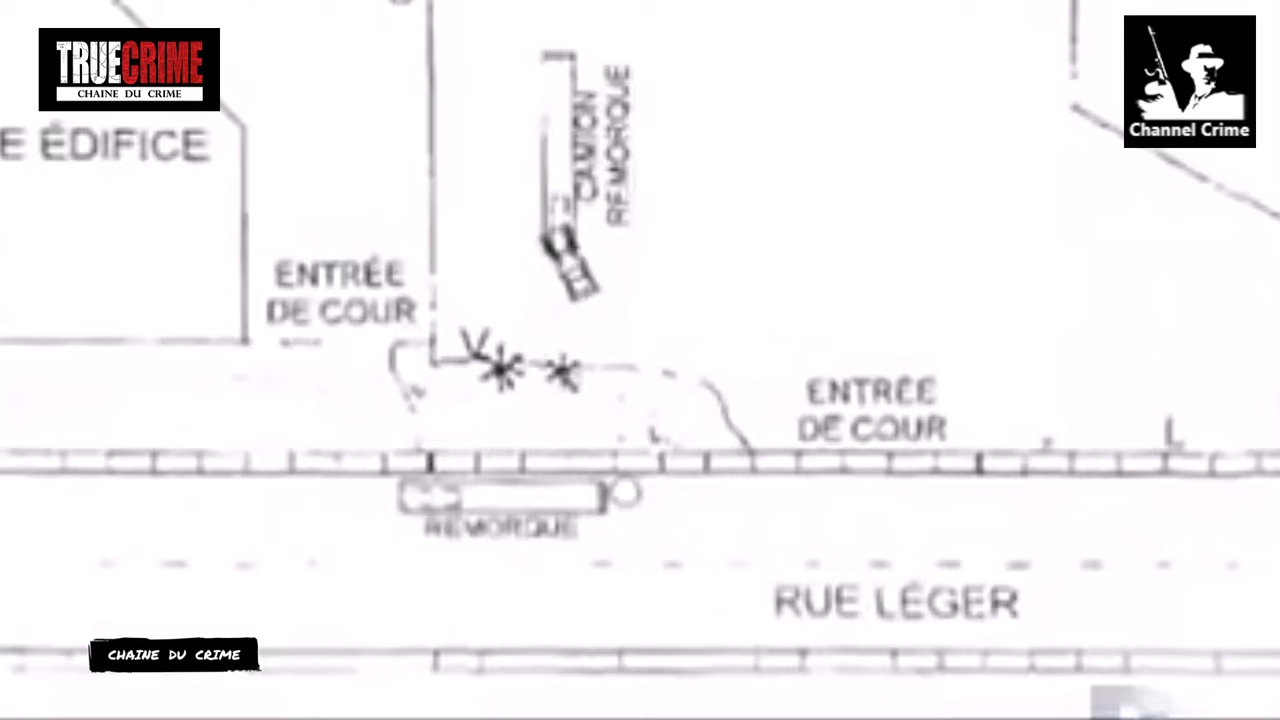 TRUECRIME
CHAINE DU CRIME
Channel Crime
E ÉDIFICE
CAMION
REMORQUE
ENTRÉE
DE COUR
ENTRÉE
DE COUR
L
REMORQUE
RUE LÉGER
CHAINE DU CRIME